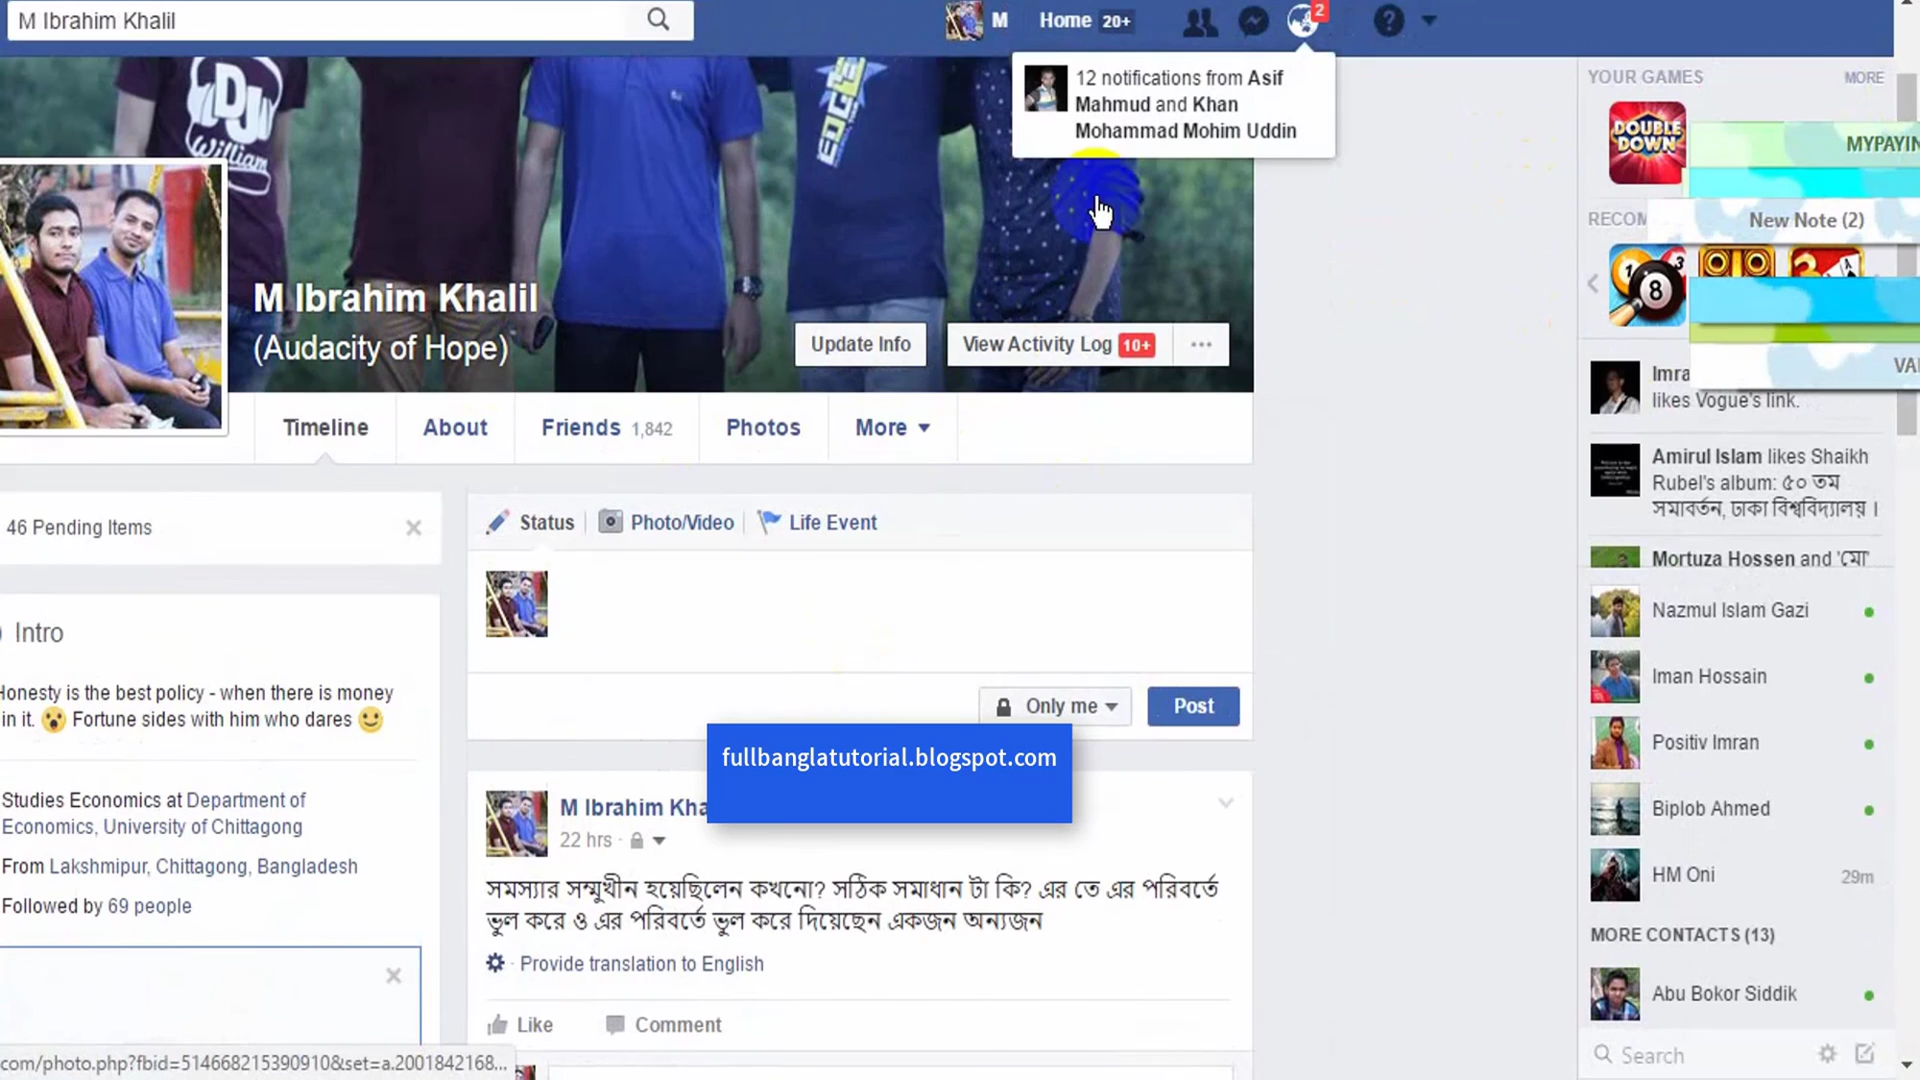 M Ibrahim Khalil
M Home 20+
2
12 notifications from Asif
Mahmud and Khan
Mohammad Mohim Uddin
YOUR GAMES MORE
DOUBLE
DOWN
MYPAYIN
RECOM
New Note (2)
VA
DJ
William
M Ibrahim Khalil
(Audacity of Hope)
Update Info
View Activity Log 10+
Timeline
About
Friends 1,842
Photos
More
Imra
likes Vogue's link.
Amirul Islam likes Shaikh
Rubel's album: ৫০ তম
সমাবর্তন, ঢাকা বিশ্ববিদ্যালয় ।
Mortuza Hossen and 'মো'
46 Pending Items
Status
Photo/Video
Life Event
Only me
Post
Intro
Honesty is the best policy - when there is money
in it. 😮 Fortune sides with him who dares 🙂
Studies Economics at Department of
Economics, University of Chittagong
From Lakshmipur, Chittagong, Bangladesh
Followed by 69 people
fullbanglatutorial.blogspot.com
M Ibrahim Kha
22 hrs ·
সমস্যার সম্মুখীন হয়েছিলেন কখনো? সঠিক সমাধান টা কি? এর তে এর পরিবর্তে
ভুল করে ও এর পরিবর্তে ভুল করে দিয়েছেন একজন অন্যজন
· Provide translation to English
Like
Comment
Nazmul Islam Gazi
Iman Hossain
Positiv Imran
Biplob Ahmed
HM Oni 29m
MORE CONTACTS (13)
Abu Bokor Siddik
Search
com/photo.php?fbid=514668215390910&set=a.2001842168...